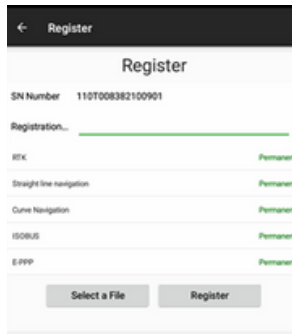 Register
Register
SN Number 110T008382100901
Registration...
RTK Permanen
Straight line navigation Permanen
Curve Navigation Permanen
ISOBUS Permanen
E-PPP Permanen
Select a File Register